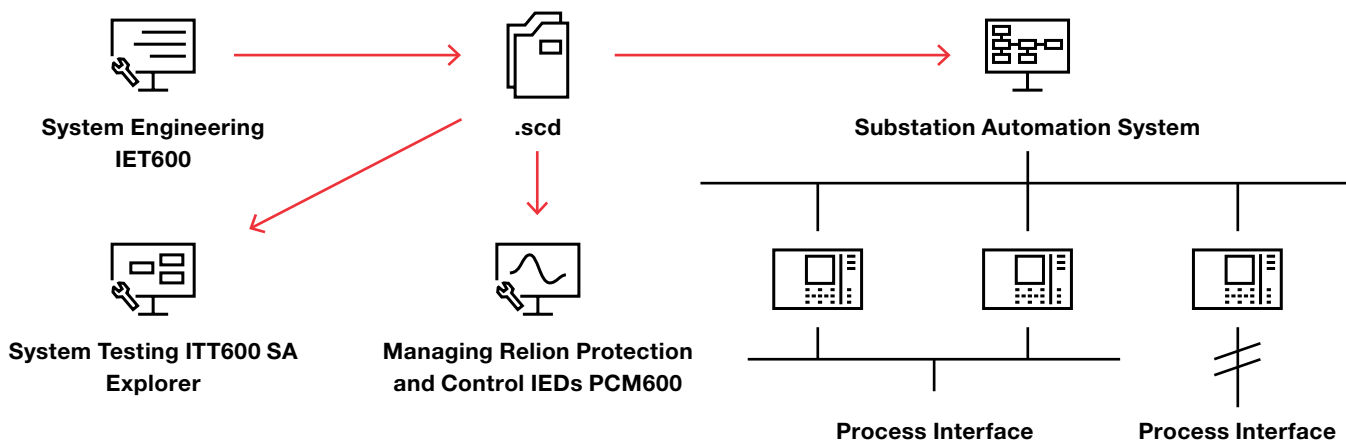 System Engineering
IET600
.scd
Substation Automation System
System Testing ITT600 SA
Explorer
Managing Relion Protection
and Control IEDs PCM600
Process Interface
Process Interface